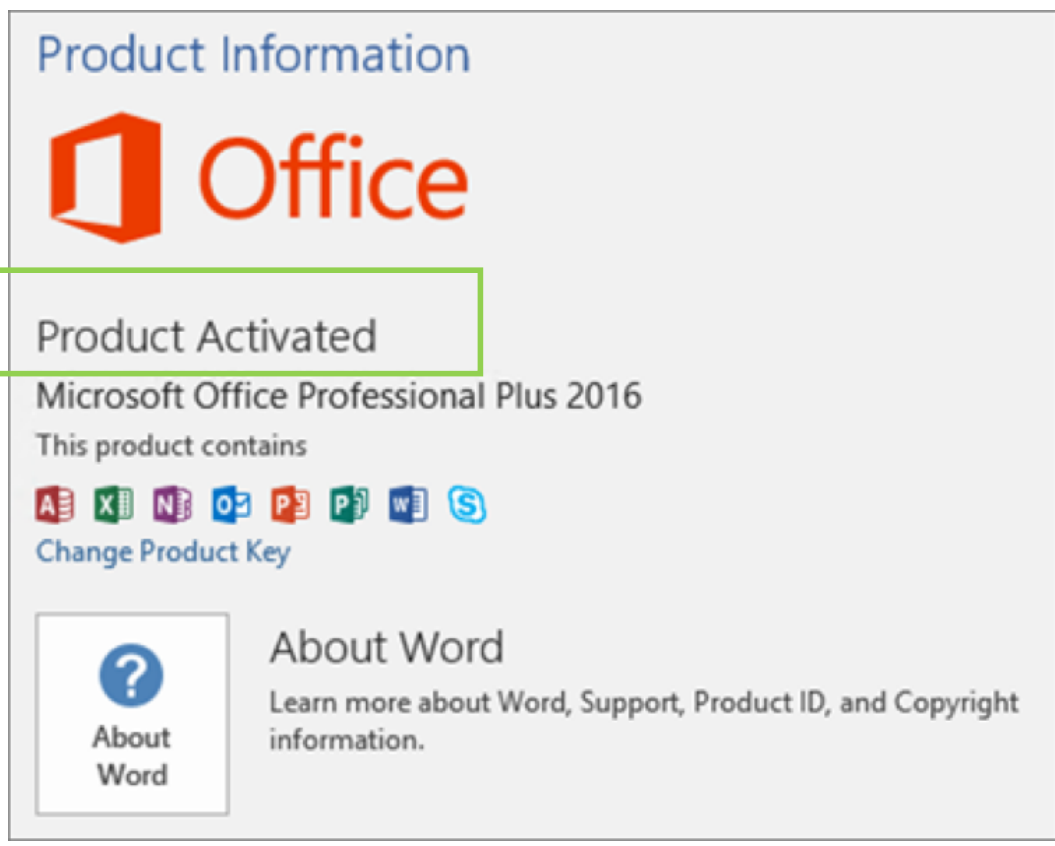 Product Information
Office
Product Activated
Microsoft Office Professional Plus 2016
This product contains
Change Product Key
About Word
About Word
Learn more about Word, Support, Product ID, and Copyright
information.